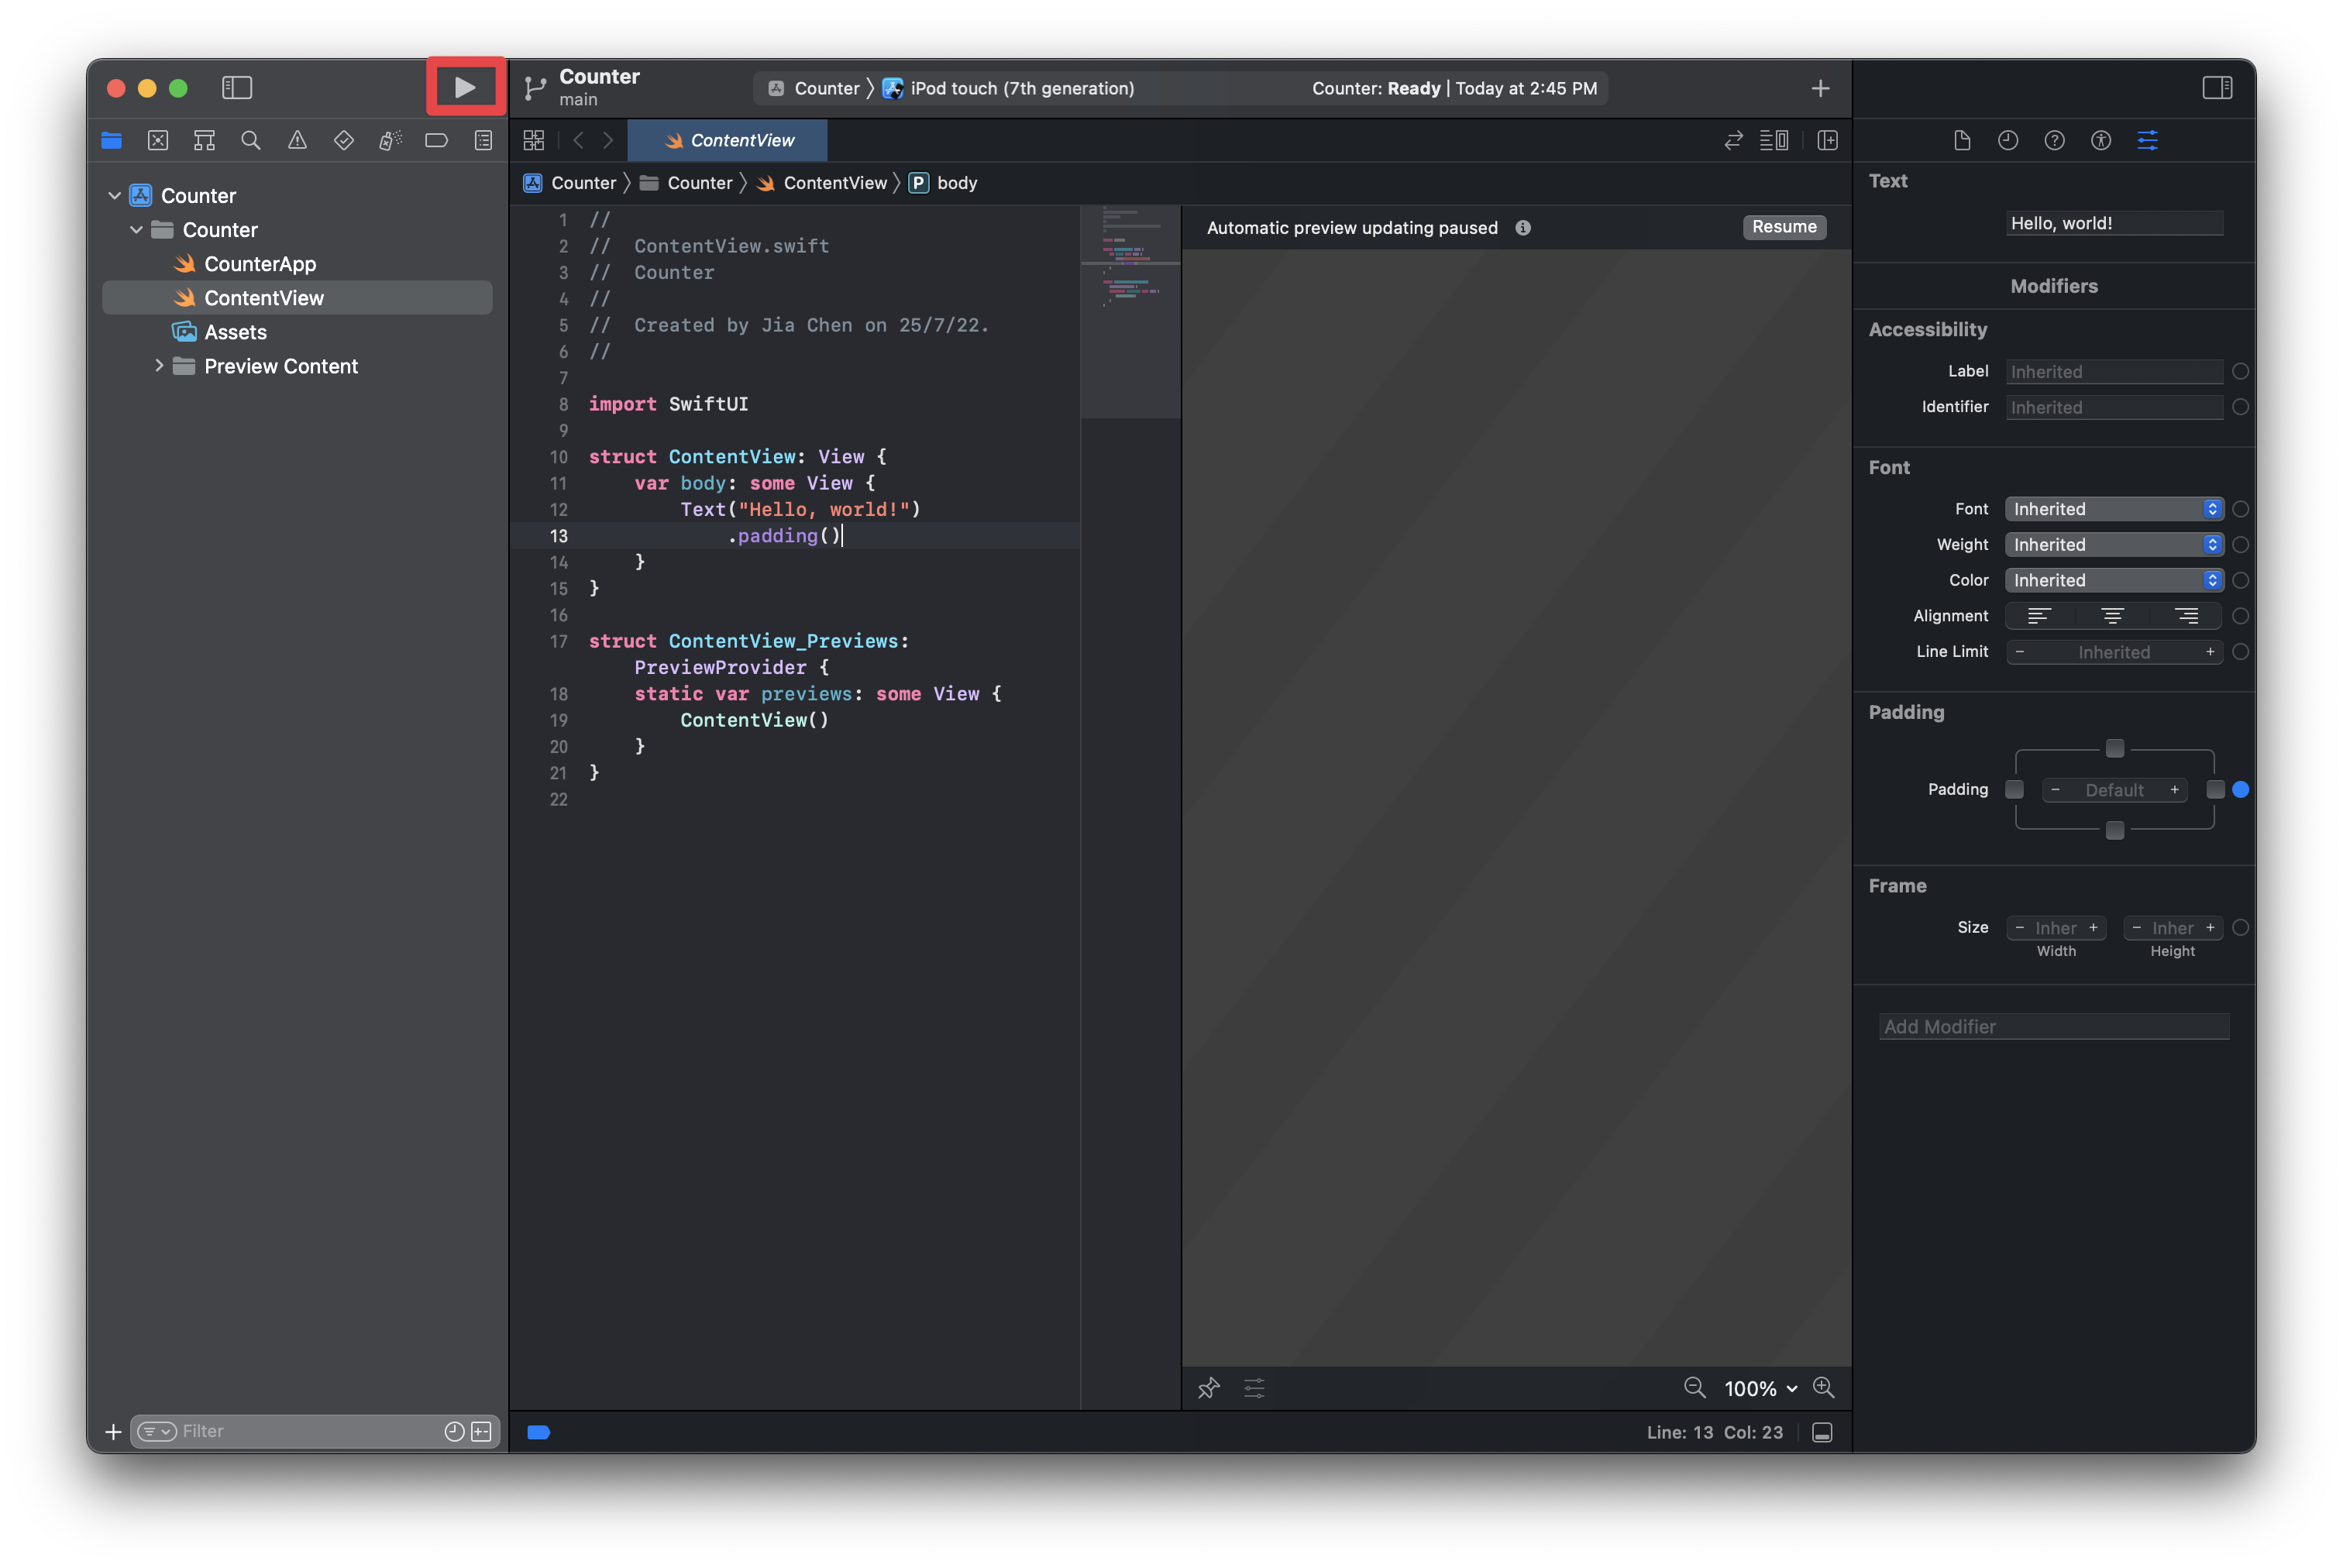 Counter
main
Counter 〉 iPod touch (7th generation)
Counter: Ready | Today at 2:45 PM
ContentView
Counter 〉 Counter 〉 ContentView 〉 P body
Counter
Counter
CounterApp
ContentView
Assets
Preview Content
Filter
1 //
2 //  ContentView.swift
3 //  Counter
4 //
5 //  Created by Jia Chen on 25/7/22.
6 //
7
8 import SwiftUI
9
10 struct ContentView: View {
11     var body: some View {
12         Text("Hello, world!")
13             .padding()
14     }
15 }
16
17 struct ContentView_Previews:
    PreviewProvider {
18     static var previews: some View {
19         ContentView()
20     }
21 }
22
Automatic preview updating paused
Resume
100%
Line: 13  Col: 23
Text
Hello, world!
Modifiers
Accessibility
Label Inherited
Identifier Inherited
Font
Font Inherited
Weight Inherited
Color Inherited
Alignment
Line Limit − Inherited +
Padding
Padding − Default +
Frame
Size − Inher + − Inher +
Width Height
Add Modifier